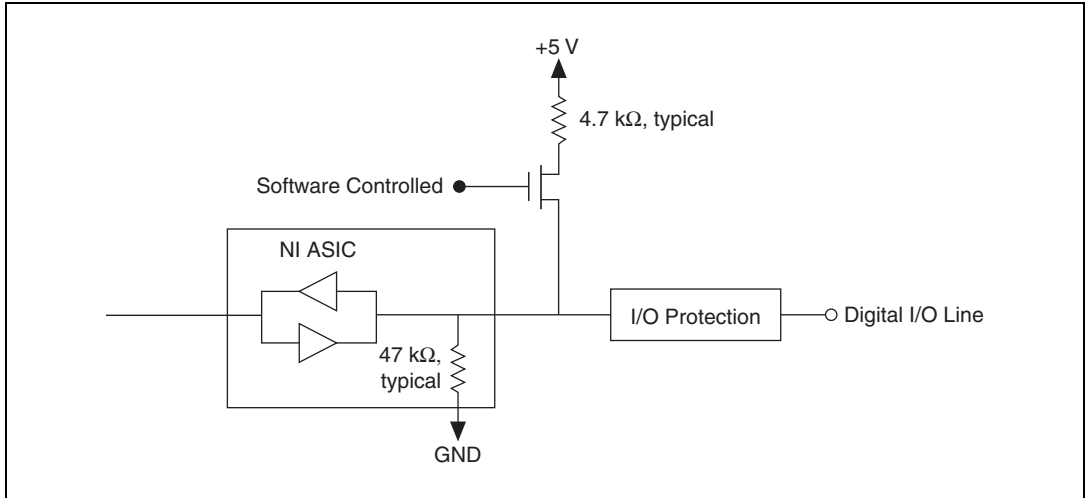 +5 V
4.7 kΩ, typical
Software Controlled
NI ASIC
I/O Protection
Digital I/O Line
47 kΩ,
typical
GND